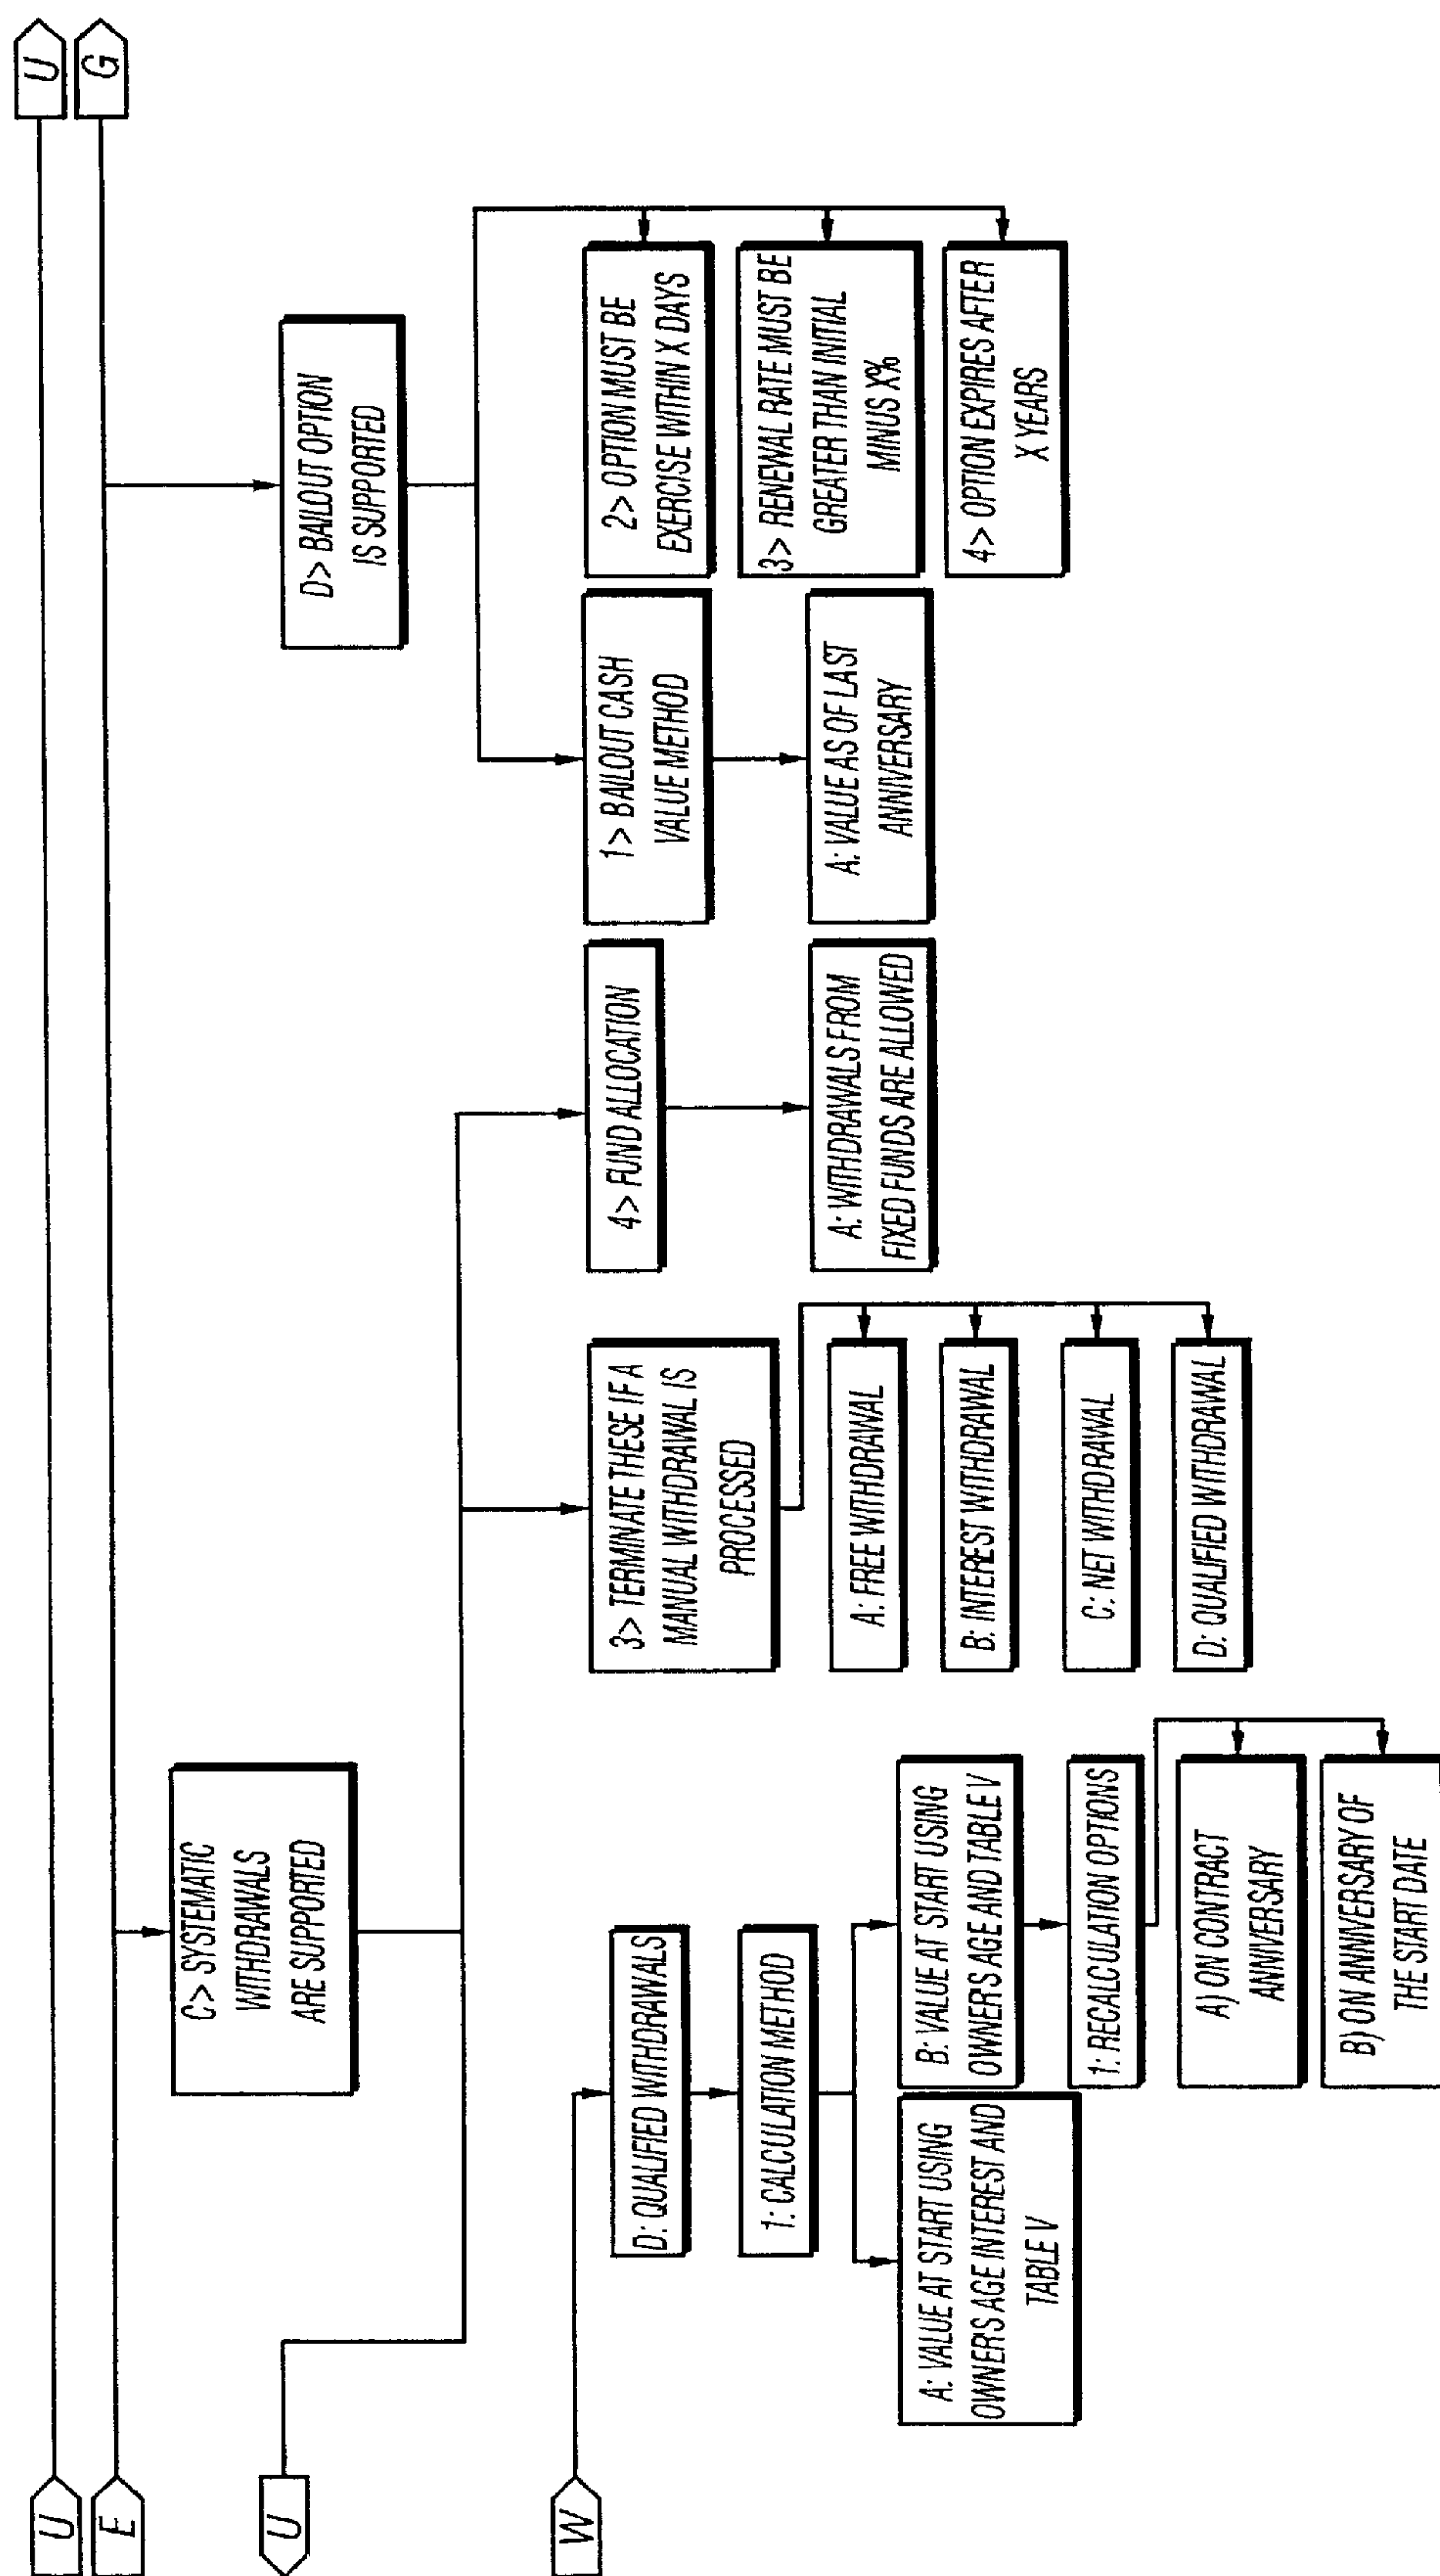 U
U
E
G
C> SYSTEMATIC
WITHDRAWALS
ARE SUPPORTED
D> BAILOUT OPTION
IS SUPPORTED
U
W
D: QUALIFIED WITHDRAWALS
1: CALCULATION METHOD
A: VALUE AT START USING
OWNER'S AGE INTEREST AND
TABLE V
B: VALUE AT START USING
OWNER'S AGE AND TABLE V
1: RECALCULATION OPTIONS
A) ON CONTRACT
ANNIVERSARY
B) ON ANNIVERSARY OF
THE START DATE
3> TERMINATE THESE IF A
MANUAL WITHDRAWAL IS
PROCESSED
A: FREE WITHDRAWAL
B: INTEREST WITHDRAWAL
C: NET WITHDRAWAL
D: QUALIFIED WITHDRAWAL
4> FUND ALLOCATION
A: WITHDRAWALS FROM
FIXED FUNDS ARE ALLOWED
1> BAILOUT CASH
VALUE METHOD
A: VALUE AS OF LAST
ANNIVERSARY
2> OPTION MUST BE
EXERCISE WITHIN X DAYS
3> RENEWAL RATE MUST BE
GREATER THAN INITIAL
MINUS X%
4> OPTION EXPIRES AFTER
X YEARS